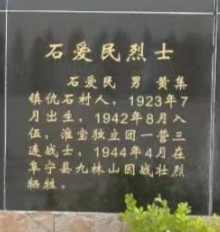 石爱民烈士
石爱民 男 黄集
镇仇石村人，1923年7
月出生，1942年8月入
伍，淮宝独立团一营三
连战士，1944年4月在
阜宁县九林山因战壮烈
牺牲。